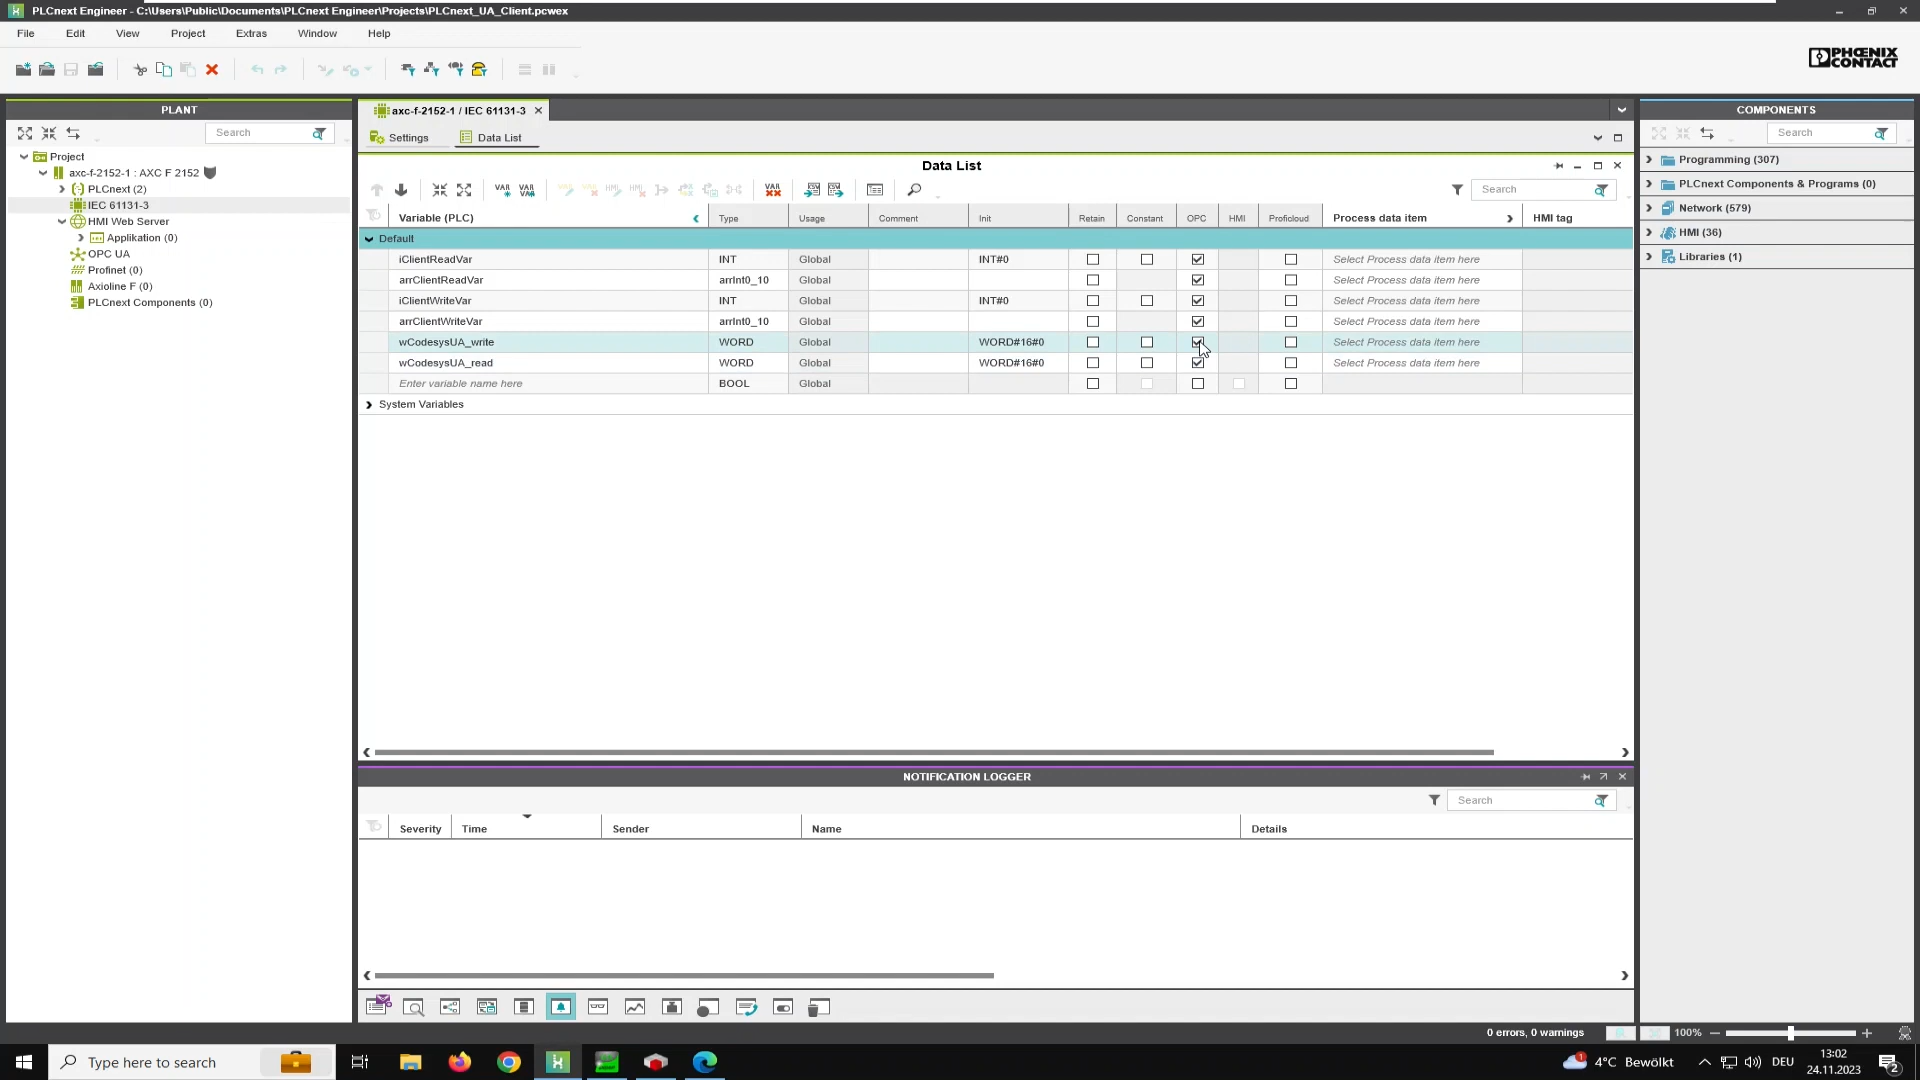 PLCnext Engineer - C:\Users\Public\Documents\PLCnext Engineer\Projects\PLCnext_UA_Client.pcwex
File Edit View Project Extras Window Help
PHŒNIX
CONTACT
PLANT
Search
Project
axc-f-2152-1 : AXC F 2152
PLCnext (2)
IEC 61131-3
HMI Web Server
Applikation (0)
OPC UA
Profinet (0)
Axioline F (0)
PLCnext Components (0)
axc-f-2152-1 / IEC 61131-3
Settings Data List
Data List
VAR VAR VAR Search
Variable (PLC) Type Usage Comment Init Retain Constant OPC HMI Proficloud Process data item HMI tag
Default
iClientReadVar INT Global INT#0 Select Process data item here
arrClientReadVar arrInt0_10 Global Select Process data item here
iClientWriteVar INT Global INT#0 Select Process data item here
arrClientWriteVar arrInt0_10 Global Select Process data item here
wCodesysUA_write WORD Global WORD#16#0 Select Process data item here
wCodesysUA_read WORD Global WORD#16#0 Select Process data item here
Enter variable name here BOOL Global
System Variables
NOTIFICATION LOGGER
Search
Severity Time Sender Name Details
COMPONENTS
Search
Programming (307)
PLCnext Components & Programs (0)
Network (579)
HMI (36)
Libraries (1)
0 errors, 0 warnings 100%
Type here to search
1 4°C Bewölkt DEU 13:02
24.11.2023 2